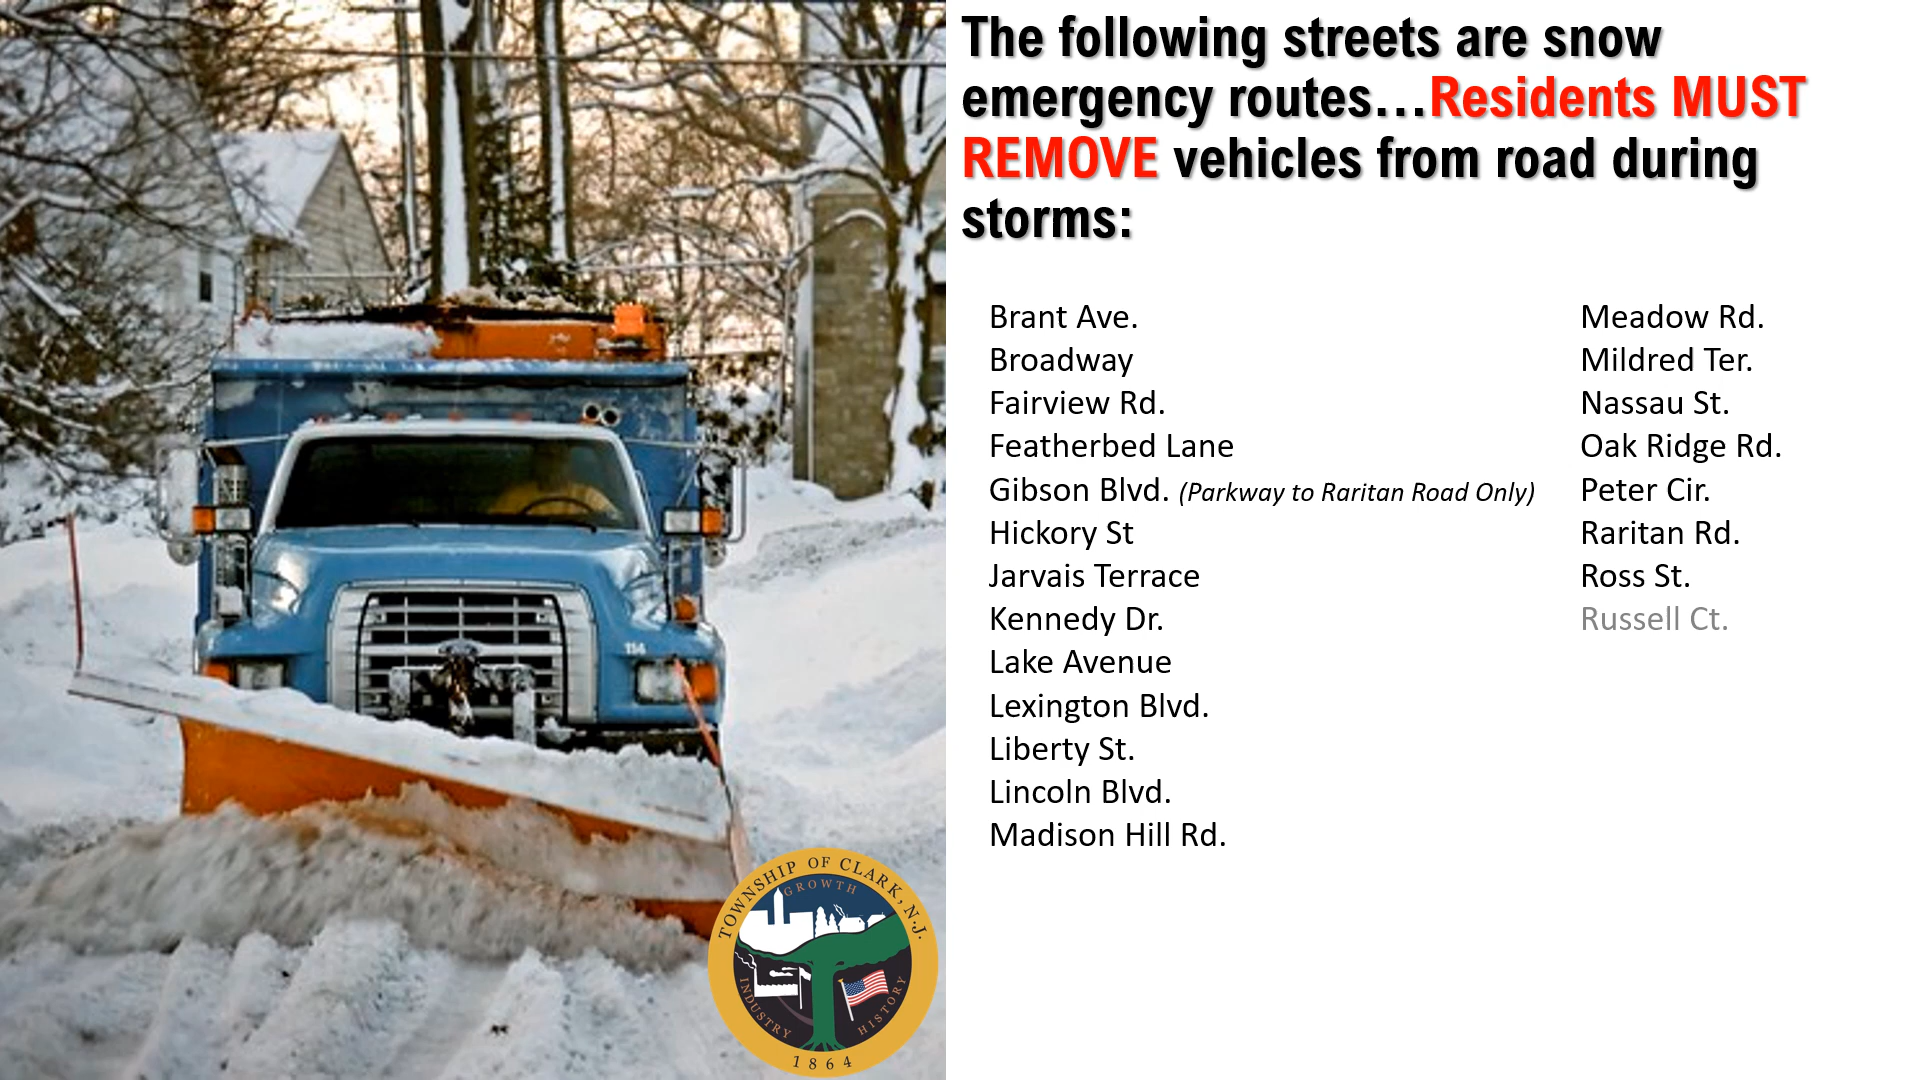 The following streets are snow
emergency routes…Residents MUST
REMOVE vehicles from road during
storms:
Brant Ave.
Broadway
Fairview Rd.
Featherbed Lane
Gibson Blvd. (Parkway to Raritan Road Only)
Hickory St
Jarvais Terrace
Kennedy Dr.
Lake Avenue
Lexington Blvd.
Liberty St.
Lincoln Blvd.
Madison Hill Rd.
Meadow Rd.
Mildred Ter.
Nassau St.
Oak Ridge Rd.
Peter Cir.
Raritan Rd.
Ross St.
Russell Ct.
114
TOWNSHIP OF CLARK, N.J.
GROWTH
INDUSTRY
HISTORY
1864